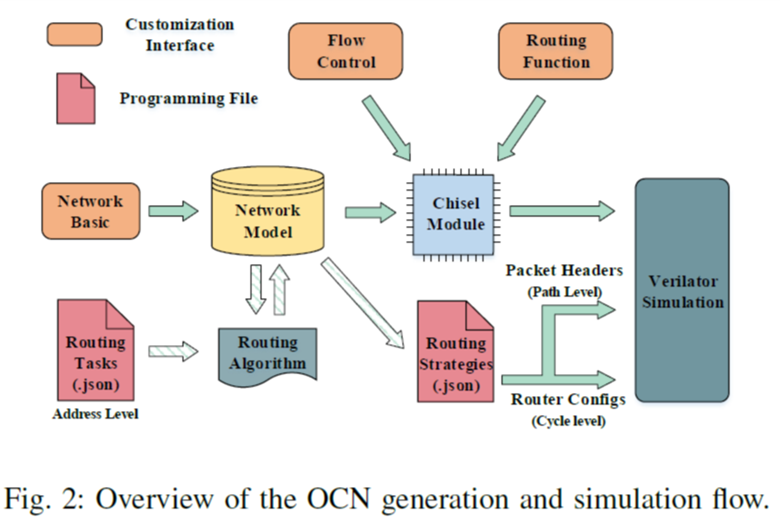 Customization
Interface
Programming File
Flow
Control
Routing
Function
Network
Basic
Network
Model
Chisel
Module
Verilator
Simulation
Packet Headers
(Path Level)
Routing
Tasks
(.json)
Address Level
Routing
Algorithm
Routing
Strategies
(.json)
Router Configs
(Cycle level)
Fig. 2: Overview of the OCN generation and simulation flow.